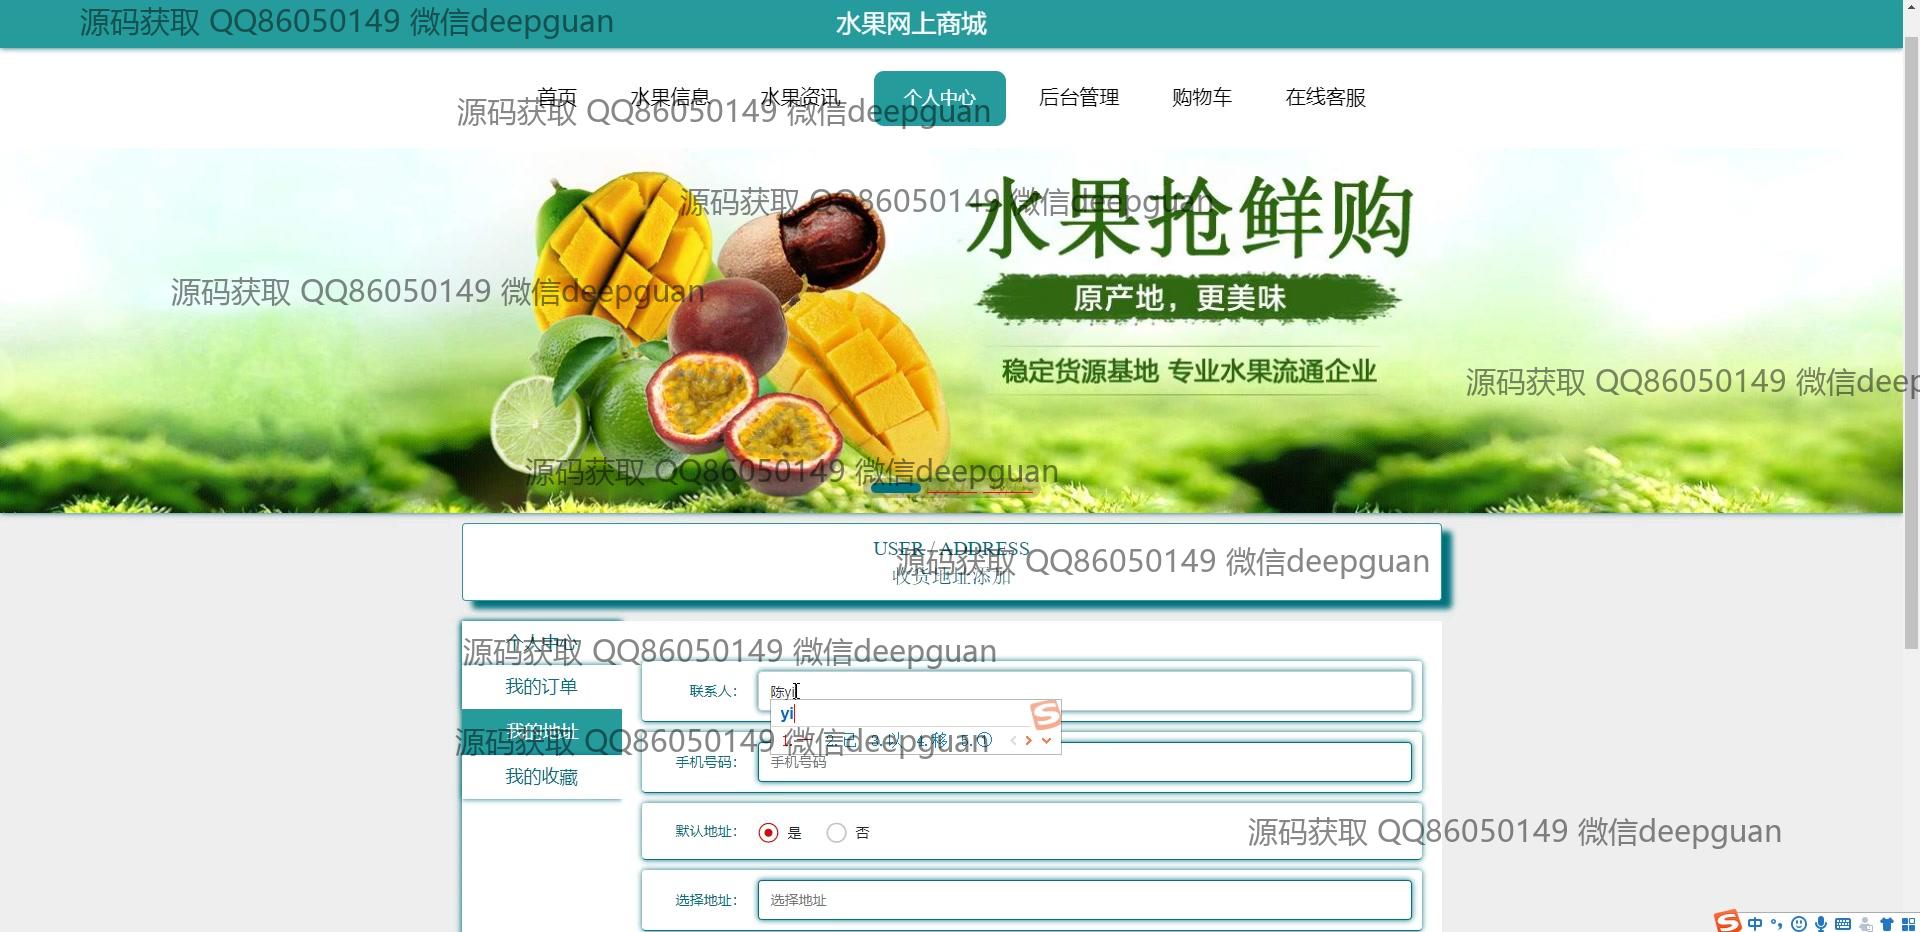 源码获取 QQ86050149 微信deepguan
水果网上商城
首页
水果信息
水果资讯
个人中心
后台管理
购物车
在线客服
源码获取 QQ86050149 微信deepguan
源码获取 QQ86050149 微信deepguan
水果抢鲜购
源码获取 QQ86050149 微信deepguan
原产地，更美味
稳定货源基地 专业水果流通企业
源码获取 QQ86050149 微信deep
源码获取 QQ86050149 微信deepguan
USER / ADDRESS
源码获取 QQ86050149 微信deepguan
收货地址添加
个人中心
源码获取 QQ86050149 微信deepguan
我的订单
联系人：
陈yi
yi
我的地址
源码获取 QQ86050149 微信deepguan
1.一 2.已 3.以 4.移 5.①
手机号码：
手机号码
我的收藏
默认地址：
是
否
源码获取 QQ86050149 微信deepguan
选择地址：
选择地址
中